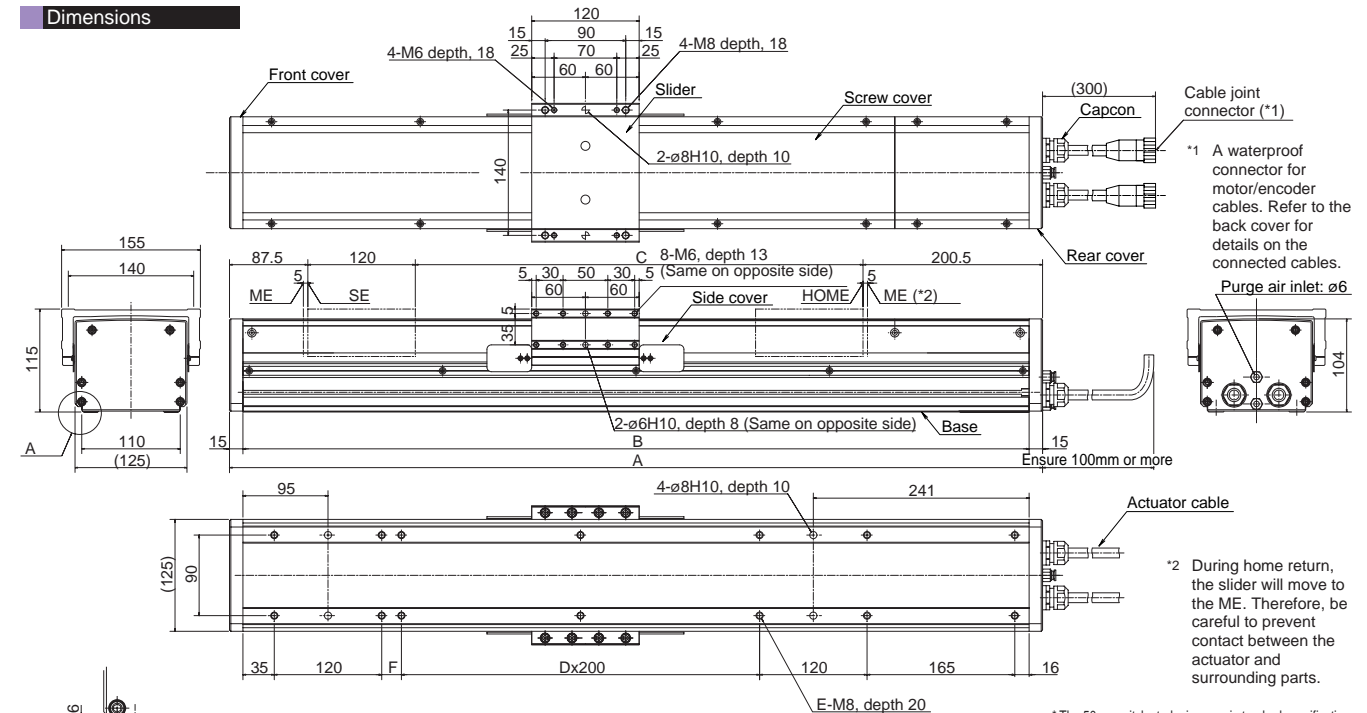 Dimensions
120
15 90 15
4-M6 depth, 18
25 70 25
4-M8 depth, 18
60 60
Front cover
Slider
Screw cover
(300)
Capcon
Cable joint
connector (*1)
2-ø8H10, depth 10
140
*1 A waterproof
connector for
motor/encoder
cables. Refer to the
back cover for
details on the
connected cables.
Rear cover
155
140
115
A
110
(125)
87.5 120 C 200.5
8-M6, depth 13
(Same on opposite side)
5 5 30 50 30 5 5
ME SE
60 60
Side cover
HOME ME (*2)
5
35
Purge air inlet: ø6
104
2-ø6H10, depth 8 (Same on opposite side)
Base
15 B 15
A
Ensure 100mm or more
95
4-ø8H10, depth 10
241
Actuator cable
(125)
90
*2 During home return,
the slider will move to
the ME. Therefore, be
careful to prevent
contact between the
actuator and
surrounding parts.
35 120 F Dx200 120 165 16
E-M8, depth 20